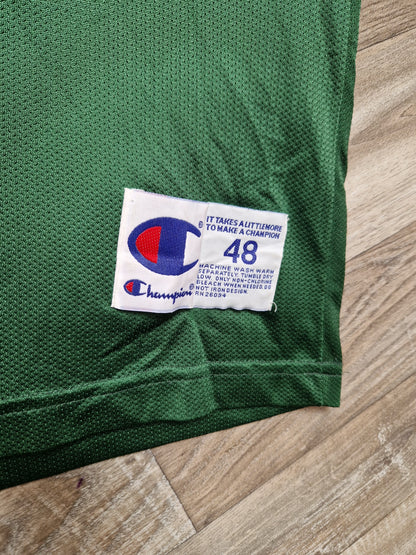 IT TAKES A LITTLE MORE
TO MAKE A CHAMPION
®
48
MACHINE WASH WARM
SEPARATELY. TUMBLE DRY
LOW. ONLY NON-CHLORINE
BLEACH WHEN NEEDED. DO
NOT IRON DESIGN.
RN 26094
Champion®